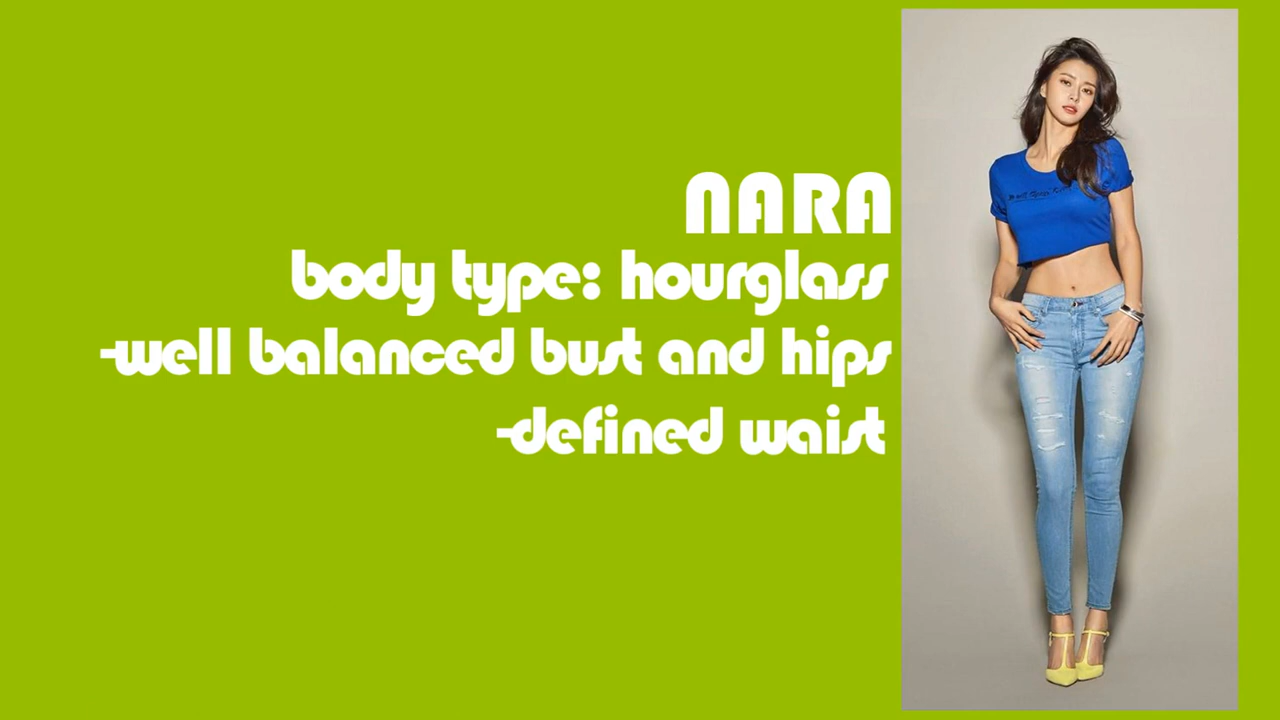 NARA
body type: hourglass
-well balanced bust and hips
-defined waist